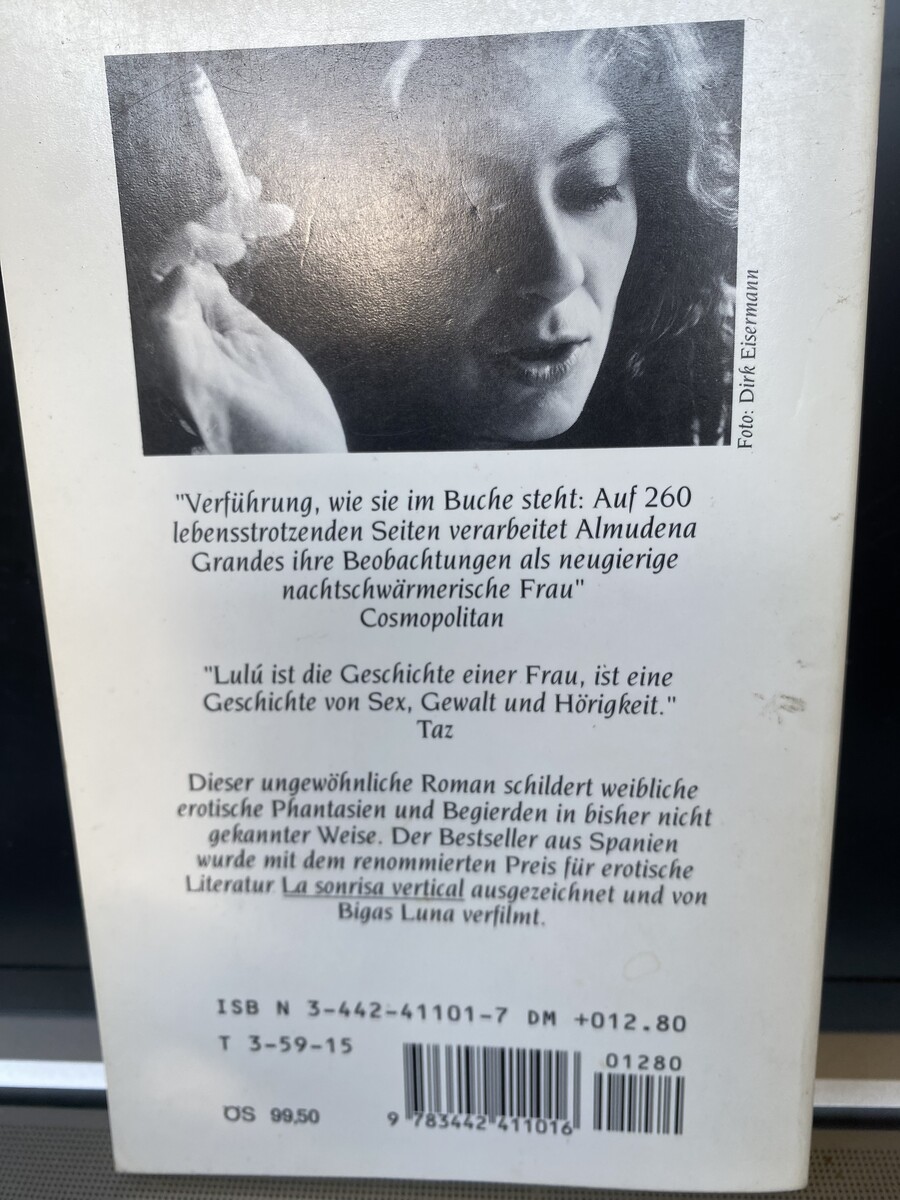 Foto: Dirk Eisermann
"Verführung, wie sie im Buche steht: Auf 260
lebensstrotzenden Seiten verarbeitet Almudena
Grandes ihre Beobachtungen als neugierige
nachtschwärmerische Frau"
Cosmopolitan
"Lulú ist die Geschichte einer Frau, ist eine
Geschichte von Sex, Gewalt und Hörigkeit."
Taz
Dieser ungewöhnliche Roman schildert weibliche
erotische Phantasien und Begierden in bisher nicht
gekannter Weise. Der Bestseller aus Spanien
wurde mit dem renommierten Preis für erotische
Literatur La sonrisa vertical ausgezeichnet und von
Bigas Luna verfilmt.
ISB N 3-442-41101-7 DM +012.80
T 3-59-15
01280
ÖS 99,50
9 783442 411016